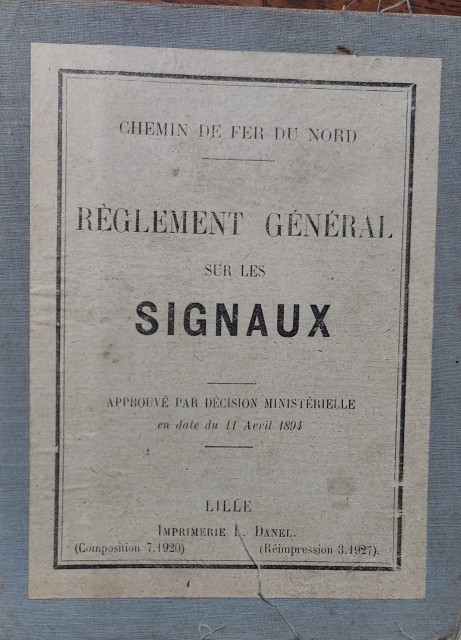 CHEMIN DE FER DU NORD
RÈGLEMENT GÉNÉRAL
SUR LES
SIGNAUX
APPROUVÉ PAR DÉCISION MINISTÉRIELLE
en date du 11 Avril 1894
LILLE
IMPRIMERIE L. DANEL.
(Composition 7.1920) (Réimpression 3.1927).